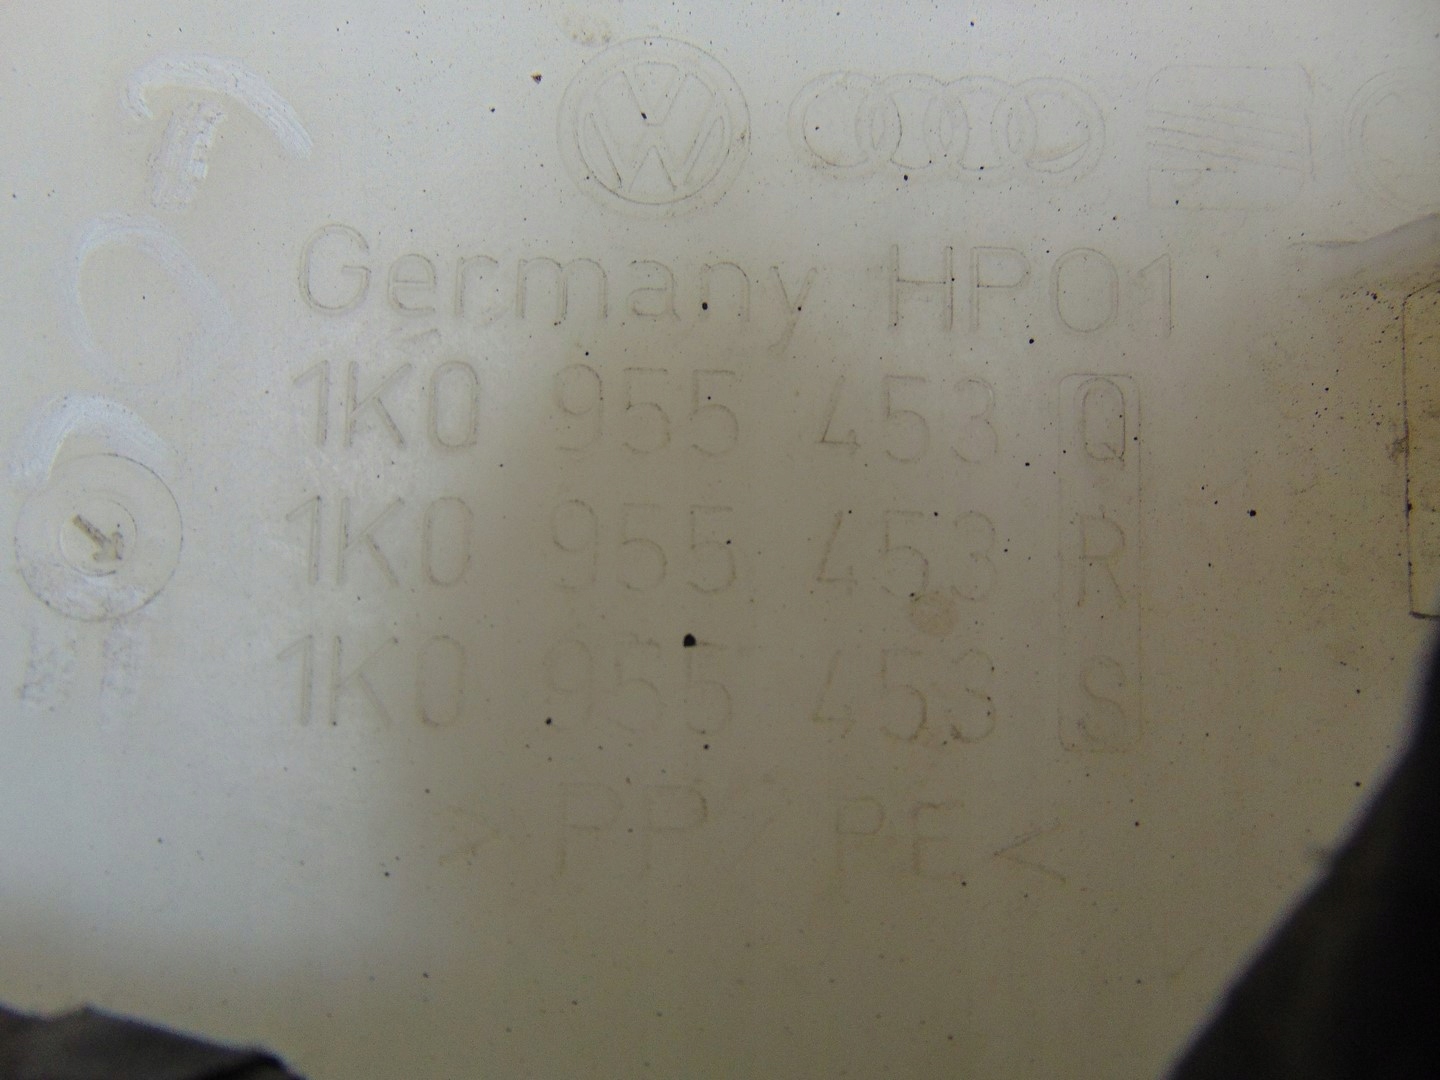 Germany HP01
1K0 955 453 Q
1K0 955 453 R
1K0 955 453 S
> PP / PE <